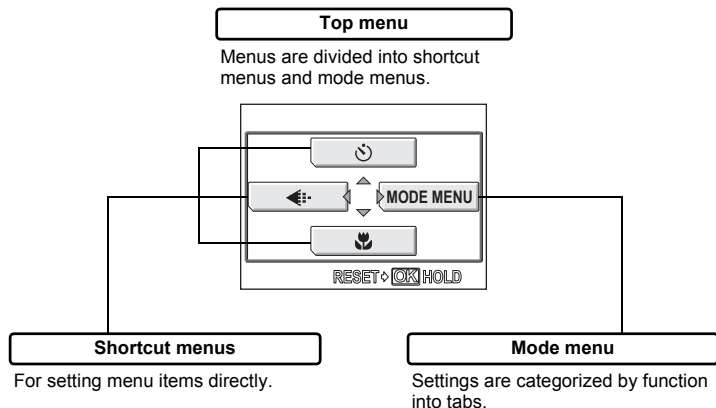 Top menu
Menus are divided into shortcut
menus and mode menus.
MODE MENU
RESET OK HOLD
Shortcut menus
For setting menu items directly.
Mode menu
Settings are categorized by function
into tabs.